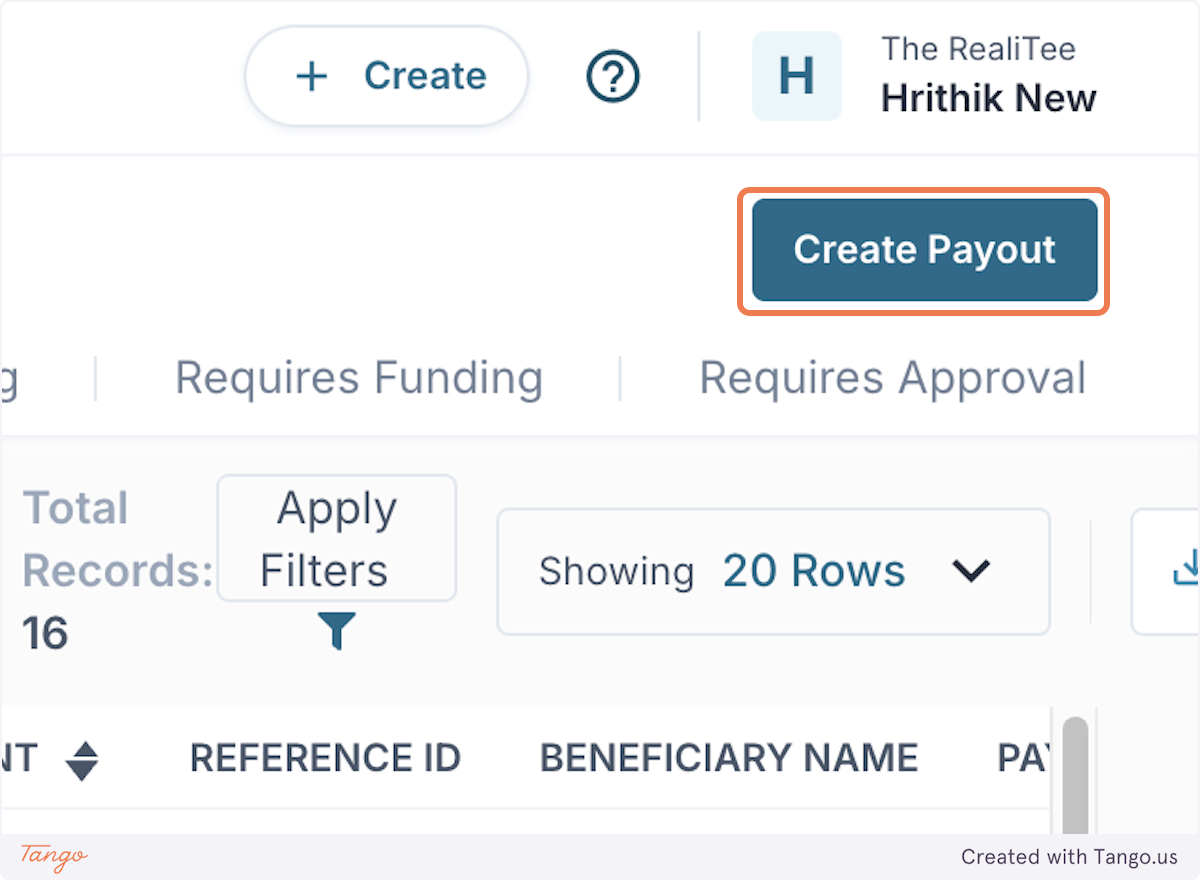 + Create
?
H
The RealiTee
Hrithik New
Create Payout
g
Requires Funding
Requires Approval
Total
Records:
16
Apply
Filters
Showing 20 Rows
NT
REFERENCE ID
BENEFICIARY NAME
PAY
Tango
Created with Tango.us